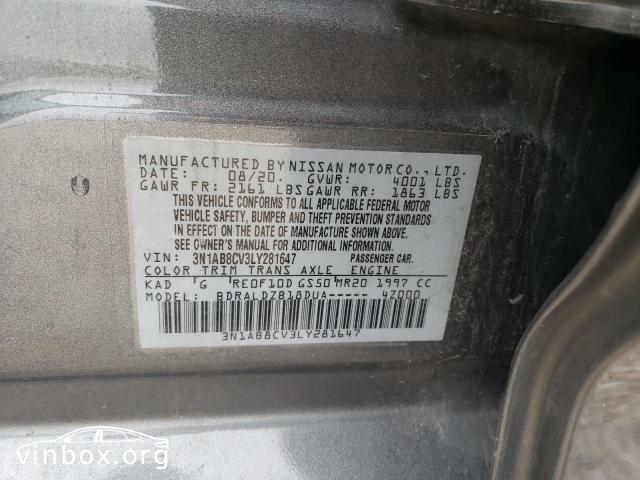 MANUFACTURED BY NISSAN MOTOR CO., LTD.
DATE: 08/20. GVWR: 4001 LBS
GAWR FR: 2161 LBS GAWR RR: 1863 LBS
THIS VEHICLE CONFORMS TO ALL APPLICABLE FEDERAL MOTOR
VEHICLE SAFETY, BUMPER AND THEFT PREVENTION STANDARDS
IN EFFECT ON THE DATE OF MANUFACTURE SHOWN ABOVE.
SEE OWNER'S MANUAL FOR ADDITIONAL INFORMATION.
VIN: 3N1AB8CV3LY281647 PASSENGER CAR.
COLOR TRIM TRANS AXLE ENGINE
KAD G RE0F10D GS50 MR20 1997 CC
MODEL: BDRALDZB18DUA----- 4Z000
3N1AB8CV3LY281647
vinbox.org